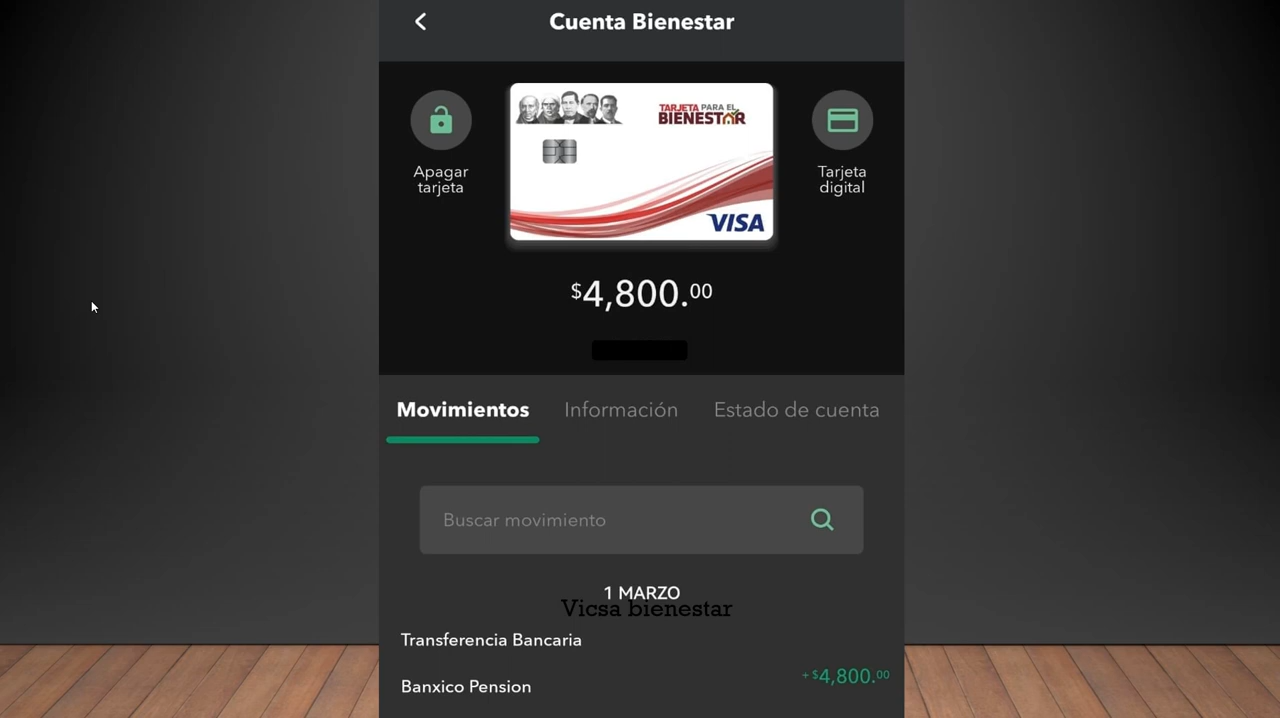 Cuenta Bienestar
TARJETA PARA EL
BIENESTAR
Apagar
tarjeta
Tarjeta
digital
VISA
$4,800.00
Movimientos
Información
Estado de cuenta
Buscar movimiento
1 MARZO
Vicsa bienestar
Transferencia Bancaria
+$4,800.00
Banxico Pension